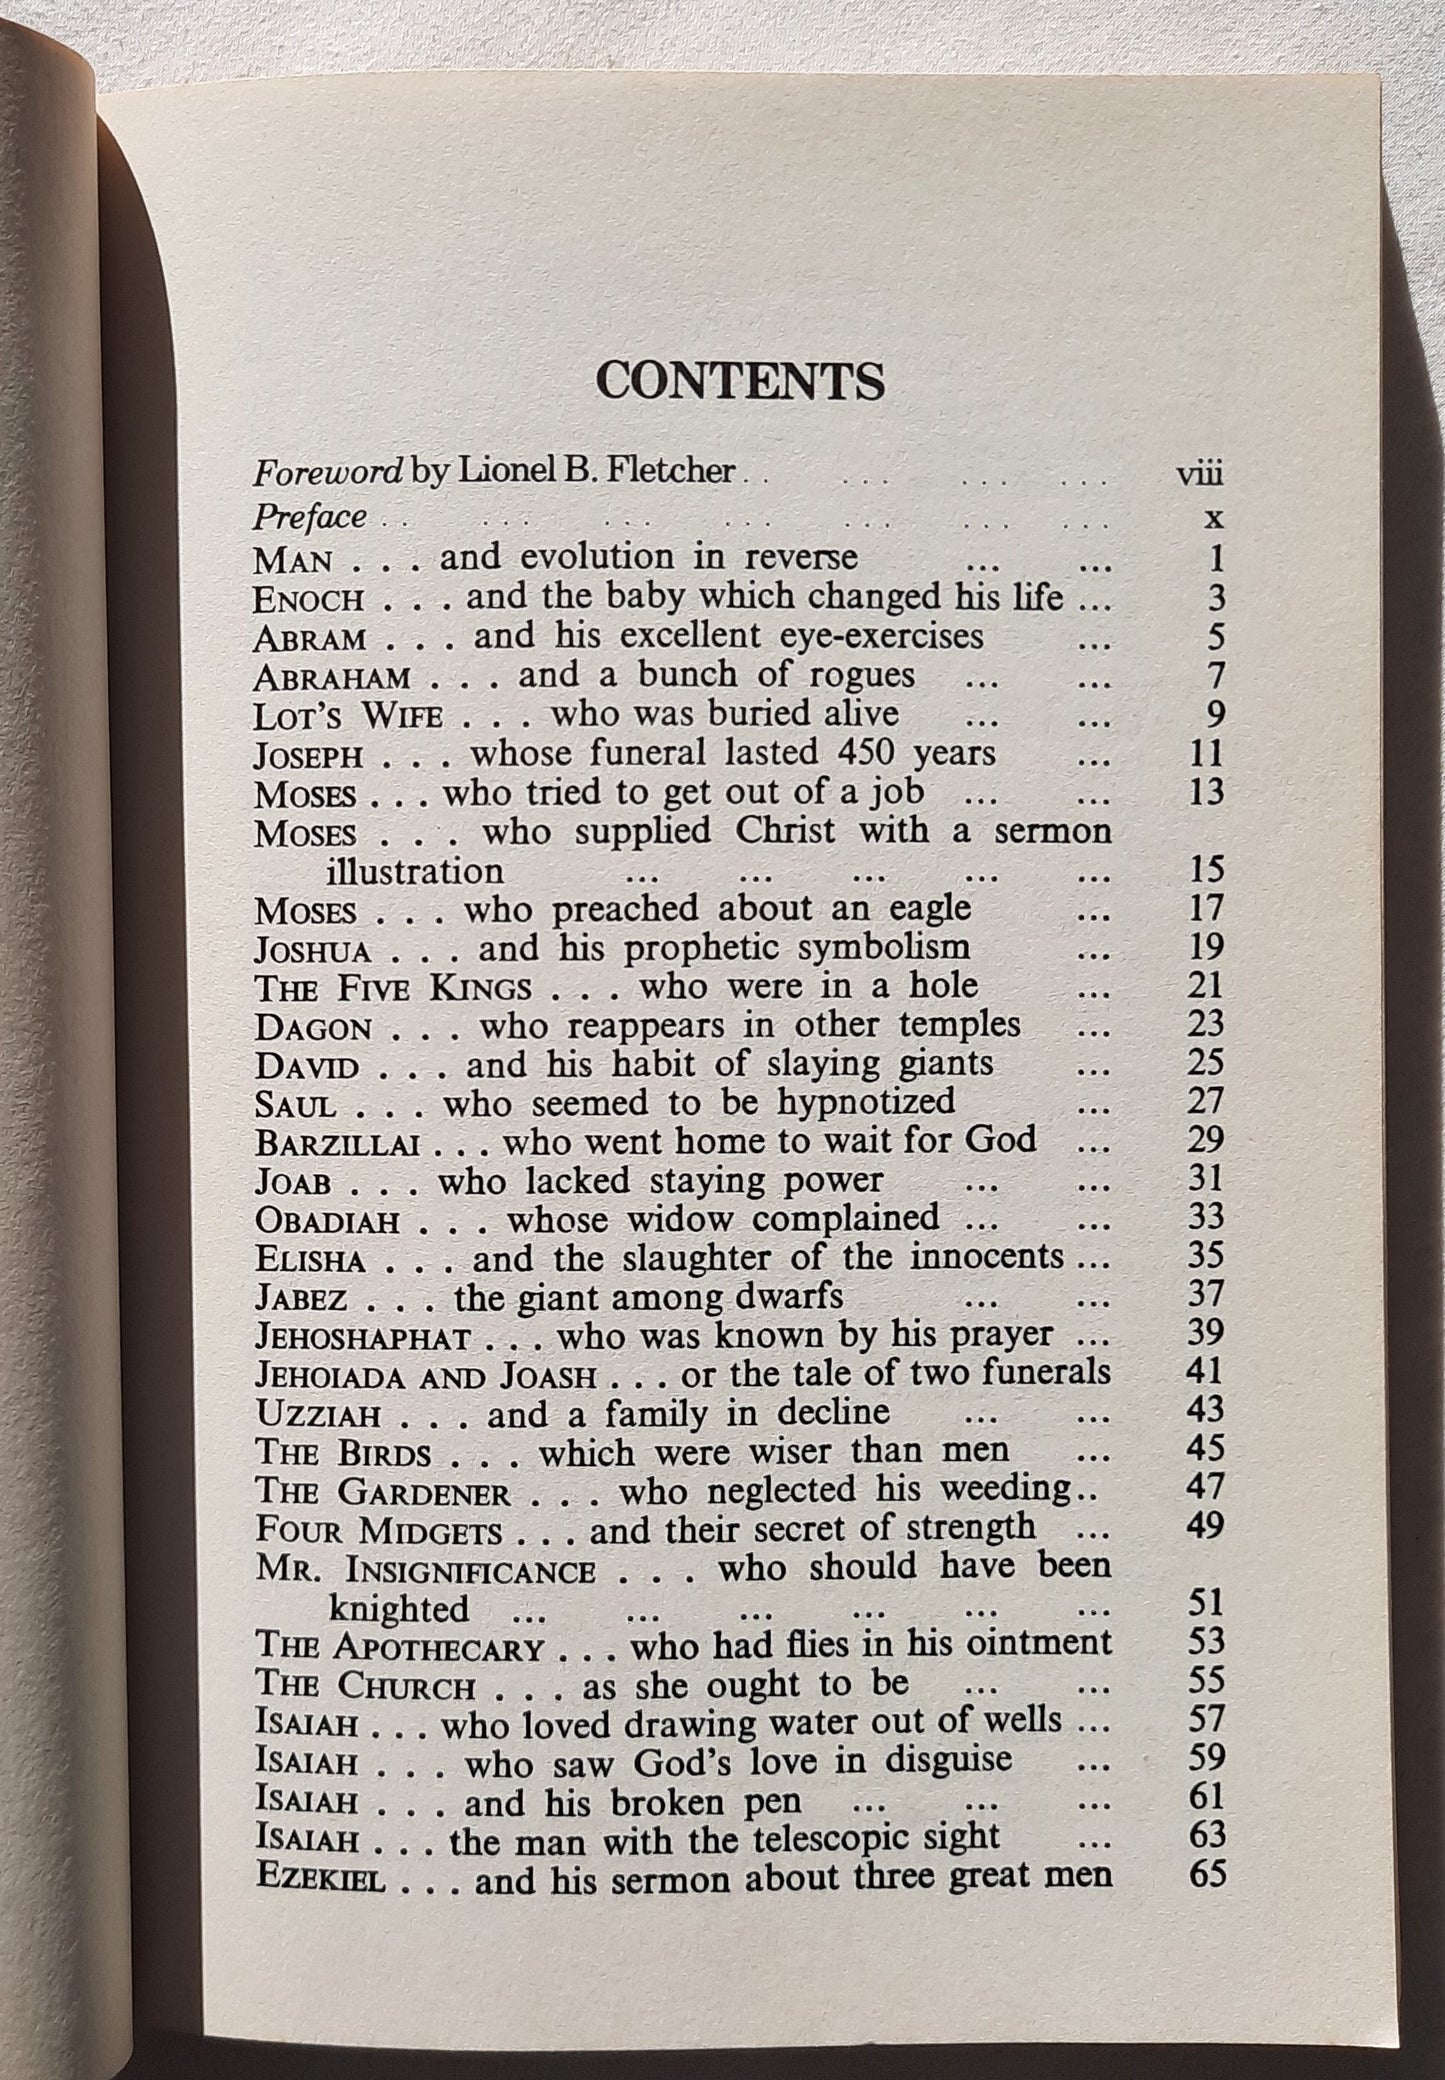 CONTENTS
Foreword by Lionel B. Fletcher. . . . . . . . . . . viii
Preface . . . . . . . . . . . . . . . . . . . . x
MAN . . . and evolution in reverse ... ... 1
ENOCH . . . and the baby which changed his life ... 3
ABRAM . . . and his excellent eye-exercises ... 5
ABRAHAM . . . and a bunch of rogues ... ... 7
LOT'S WIFE . . . who was buried alive ... ... 9
JOSEPH . . . whose funeral lasted 450 years ... 11
MOSES . . . who tried to get out of a job ... ... 13
MOSES . . . who supplied Christ with a sermon
illustration ... ... ... ... ... 15
MOSES . . . who preached about an eagle ... 17
JOSHUA . . . and his prophetic symbolism ... 19
THE FIVE KINGS . . . who were in a hole ... 21
DAGON . . . who reappears in other temples ... 23
DAVID . . . and his habit of slaying giants ... 25
SAUL . . . who seemed to be hypnotized ... 27
BARZILLAI . . . who went home to wait for God ... 29
JOAB . . . who lacked staying power ... ... 31
OBADIAH . . . whose widow complained ... ... 33
ELISHA . . . and the slaughter of the innocents ... 35
JABEZ . . . the giant among dwarfs ... ... 37
JEHOSHAPHAT . . . who was known by his prayer ... 39
JEHOIADA AND JOASH . . . or the tale of two funerals 41
UZZIAH . . . and a family in decline ... ... 43
THE BIRDS . . . which were wiser than men ... 45
THE GARDENER . . . who neglected his weeding.. 47
FOUR MIDGETS . . . and their secret of strength ... 49
MR. INSIGNIFICANCE . . . who should have been
knighted ... ... ... ... ... ... 51
THE APOTHECARY . . . who had flies in his ointment 53
THE CHURCH . . . as she ought to be ... ... 55
ISAIAH . . . who loved drawing water out of wells ... 57
ISAIAH . . . who saw God's love in disguise ... 59
ISAIAH . . . and his broken pen ... ... ... 61
ISAIAH . . . the man with the telescopic sight ... 63
EZEKIEL . . . and his sermon about three great men 65